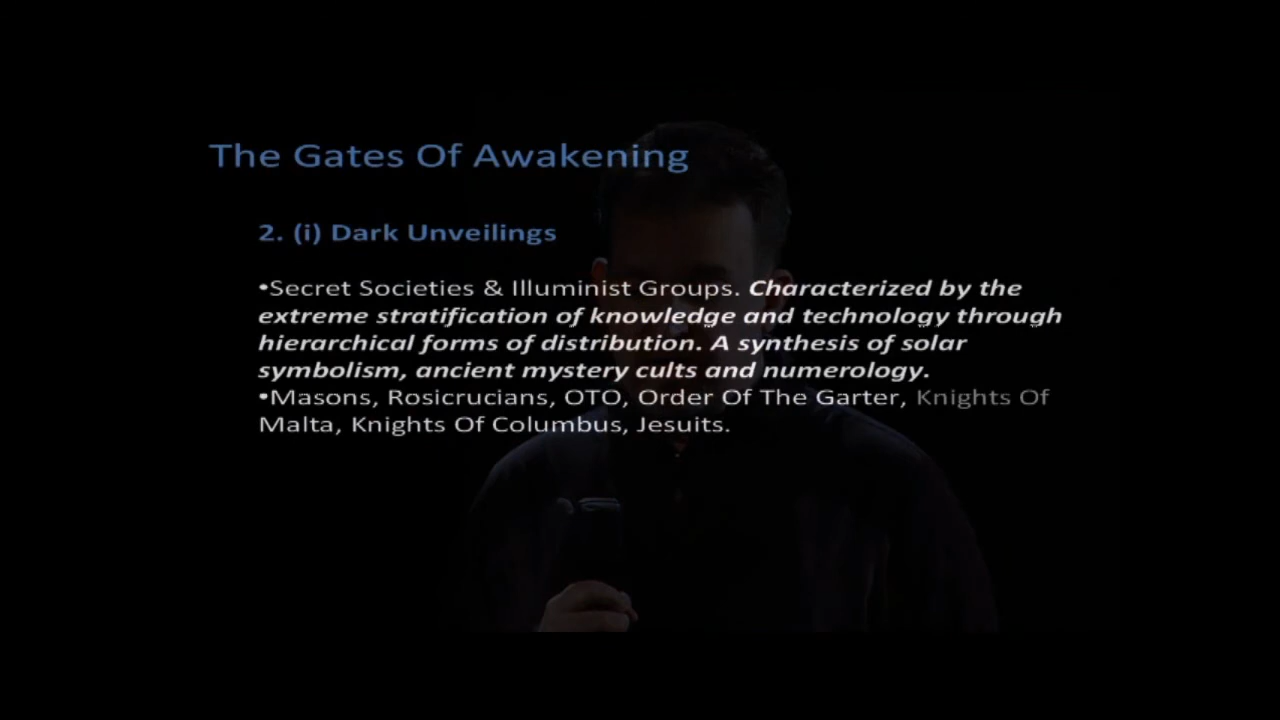 The Gates Of Awakening
2. (i) Dark Unveilings
•Secret Societies & Illuminist Groups. Characterized by the
extreme stratification of knowledge and technology through
hierarchical forms of distribution. A synthesis of solar
symbolism, ancient mystery cults and numerology.
•Masons, Rosicrucians, OTO, Order Of The Garter, Knights Of
Malta, Knights Of Columbus, Jesuits.